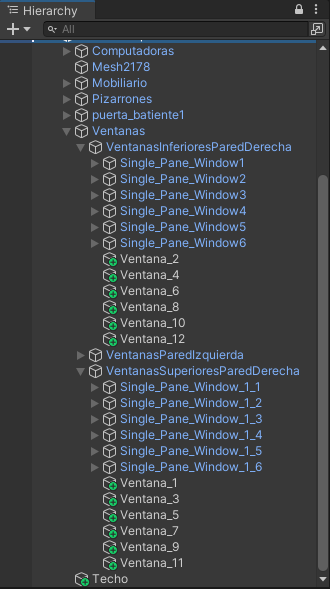 Hierarchy
All
Computadoras
Mesh2178
Mobiliario
Pizarrones
puerta_batiente1
Ventanas
VentanasInferioresParedDerecha
Single_Pane_Window1
Single_Pane_Window2
Single_Pane_Window3
Single_Pane_Window4
Single_Pane_Window5
Single_Pane_Window6
Ventana_2
Ventana_4
Ventana_6
Ventana_8
Ventana_10
Ventana_12
VentanasParedIzquierda
VentanasSuperioresParedDerecha
Single_Pane_Window_1_1
Single_Pane_Window_1_2
Single_Pane_Window_1_3
Single_Pane_Window_1_4
Single_Pane_Window_1_5
Single_Pane_Window_1_6
Ventana_1
Ventana_3
Ventana_5
Ventana_7
Ventana_9
Ventana_11
Techo